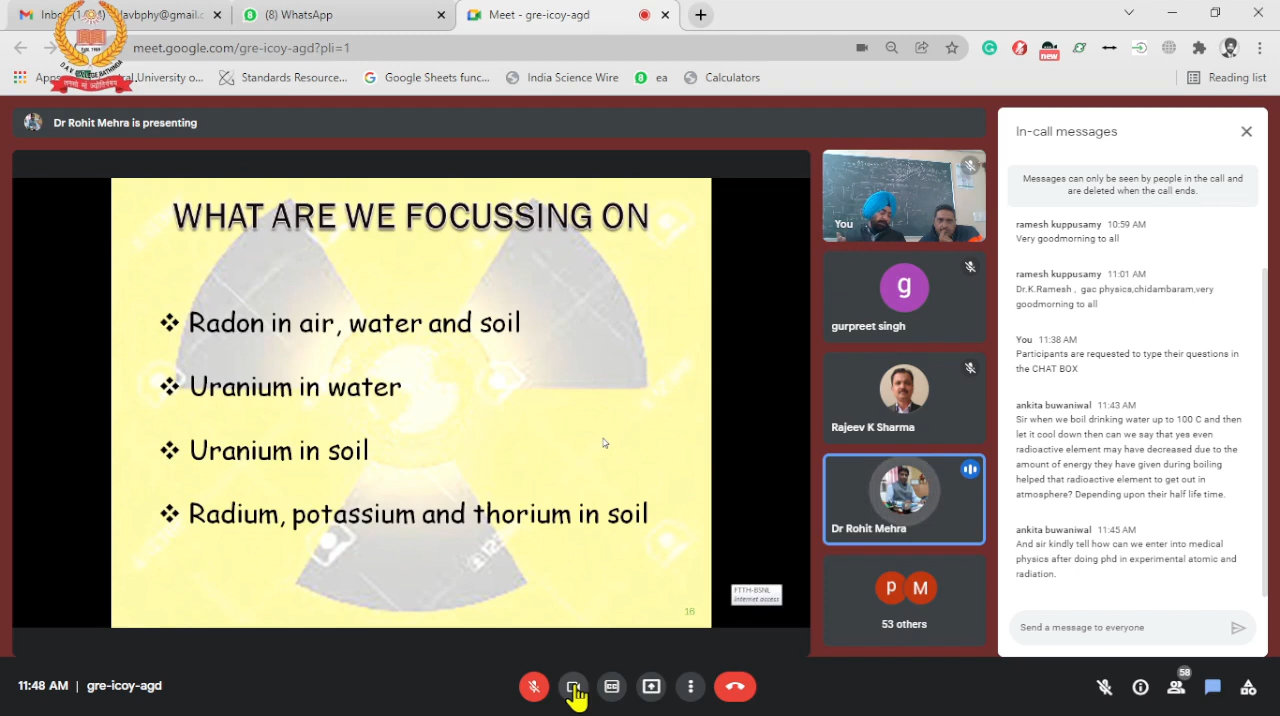 Inbox (1
davbphy@gmail.c
(8) WhatsApp
Meet - gre-icoy-agd
meet.google.com/gre-icoy-agd?pli=1
new
University o...
Standards Resource...
Google Sheets func...
India Science Wire
ea
Calculators
Reading list
Dr Rohit Mehra is presenting
WHAT ARE WE FOCUSSING ON
❖ Radon in air, water and soil
❖ Uranium in water
❖ Uranium in soil
❖ Radium, potassium and thorium in soil
FTTH-BSNL
Internet access
16
You
g
gurpreet singh
Rajeev K Sharma
Dr Rohit Mehra
P M
53 others
In-call messages
Messages can only be seen by people in the call and
are deleted when the call ends.
ramesh kuppusamy 10:59 AM
Very goodmorning to all
ramesh kuppusamy 11:01 AM
Dr.K.Ramesh , gac physics,chidambaram,very
goodmorning to all
You 11:38 AM
Participants are requested to type their questions in
the CHAT BOX
ankita buwaniwal 11:43 AM
Sir when we boil drinking water up to 100 C and then
let it cool down then can we say that yes even
radioactive element may have decreased due to the
amount of energy they have given during boiling
helped that radioactive element to get out in
atmosphere? Depending upon their half life time.
ankita buwaniwal 11:45 AM
And air kindly tell how can we enter into medical
physics after doing phd in experimental atomic and
radiation.
Send a message to everyone
11:48 AM | gre-icoy-agd
58